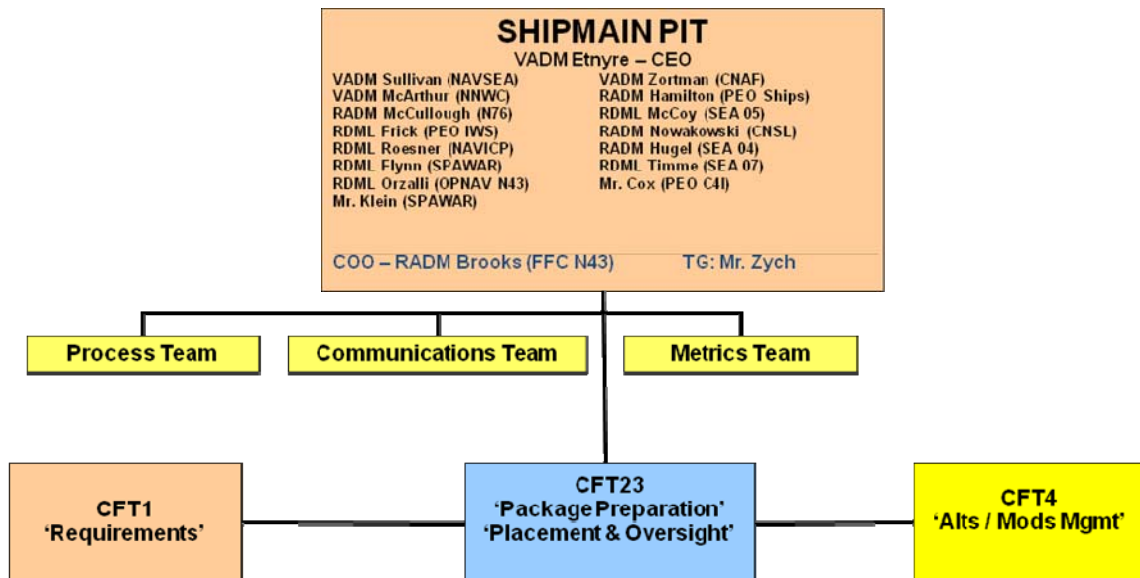 SHIPMAIN PIT
VADM Etnyre – CEO
VADM Sullivan (NAVSEA)
VADM McArthur (NNWC)
RADM McCullough (N76)
RDML Frick (PEO IWS)
RDML Roesner (NAVICP)
RDML Flynn (SPAWAR)
RDML Orzalli (OPNAV N43)
Mr. Klein (SPAWAR)
VADM Zortman (CNAF)
RADM Hamilton (PEO Ships)
RDML McCoy (SEA 05)
RADM Nowakowski (CNSL)
RADM Hugel (SEA 04)
RDML Timme (SEA 07)
Mr. Cox (PEO C4I)
COO – RADM Brooks (FFC N43)
TG: Mr. Zych
Process Team
Communications Team
Metrics Team
CFT1
‘Requirements’
CFT23
‘Package Preparation’
‘Placement & Oversight’
CFT4
‘Alts / Mods Mgmt’